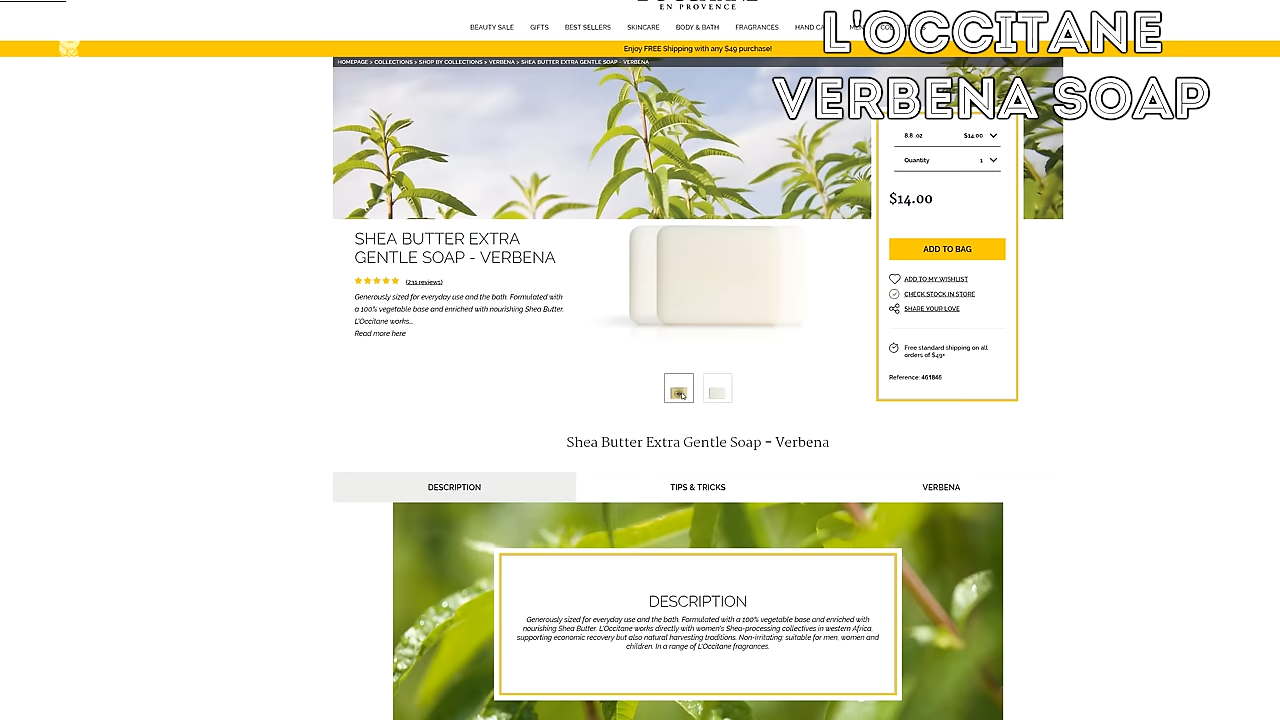 EN PROVENCE
BEAUTY SALE GIFTS BEST SELLERS SKINCARE BODY & BATH FRAGRANCES
L'OCCITANE
VERBENA SOAP
Enjoy FREE Shipping with any $49 purchase!
HOMEPAGE > COLLECTIONS > SHOP BY COLLECTIONS > VERBENA > SHEA BUTTER EXTRA GENTLE SOAP - VERBENA
8.8 oz $14.00
Quantity 1
$14.00
ADD TO BAG
ADD TO MY WISHLIST
CHECK STOCK IN STORE
SHARE YOUR LOVE
Free standard shipping on all
orders of $49+
Reference: 461846
SHEA BUTTER EXTRA
GENTLE SOAP - VERBENA
(231 reviews)
Generously sized for everyday use and the bath. Formulated with
a 100% vegetable base and enriched with nourishing Shea Butter.
L'Occitane works...
Read more here
Shea Butter Extra Gentle Soap - Verbena
DESCRIPTION TIPS & TRICKS VERBENA
DESCRIPTION
Generously sized for everyday use and the bath. Formulated with a 100% vegetable base and enriched with
nourishing Shea Butter. L'Occitane works directly with women's Shea-processing collectives in western Africa,
supporting economic recovery but also natural harvesting traditions. Non-irritating: suitable for men, women and
children. In a range of L'Occitane fragrances.